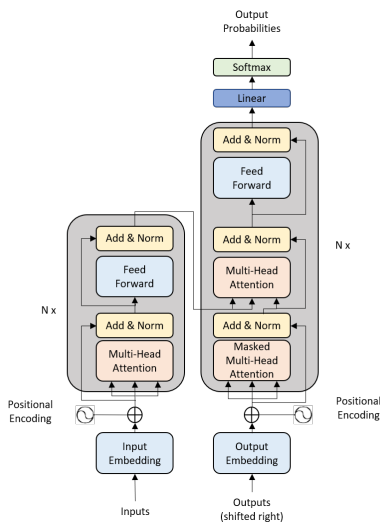 Output
Probabilities
Softmax
Linear
Add & Norm
Feed
Forward
Add & Norm
Multi-Head
Attention
Add & Norm
Masked
Multi-Head
Attention
N x
Positional
Encoding
Output
Embedding
Outputs
(shifted right)
Add & Norm
Feed
Forward
Add & Norm
Multi-Head
Attention
N x
Positional
Encoding
Input
Embedding
Inputs